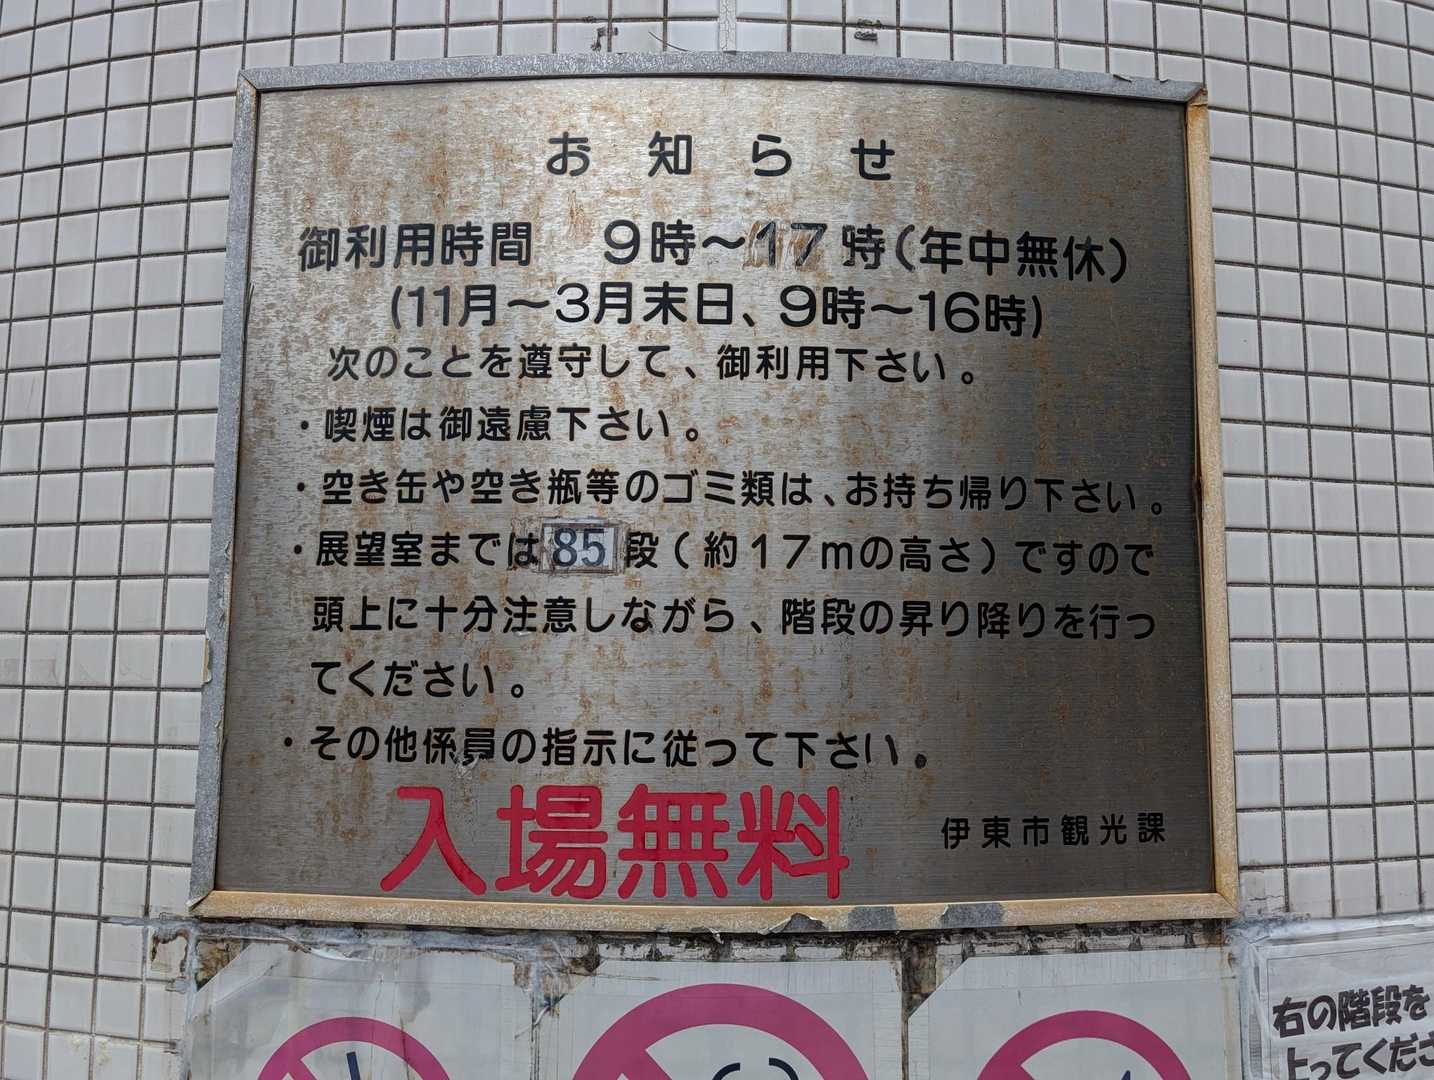 お知らせ
御利用時間 9時～17時(年中無休)
(11月～3月末日、9時～16時)
次のことを遵守して、御利用下さい。
・喫煙は御遠慮下さい。
・空き缶や空き瓶等のゴミ類は、お持ち帰り下さい。
・展望室までは85段(約17mの高さ)ですので
頭上に十分注意しながら、階段の昇り降りを行っ
てください。
・その他係員の指示に従って下さい。
入場無料
伊東市観光課
右の階段を
上ってくださ